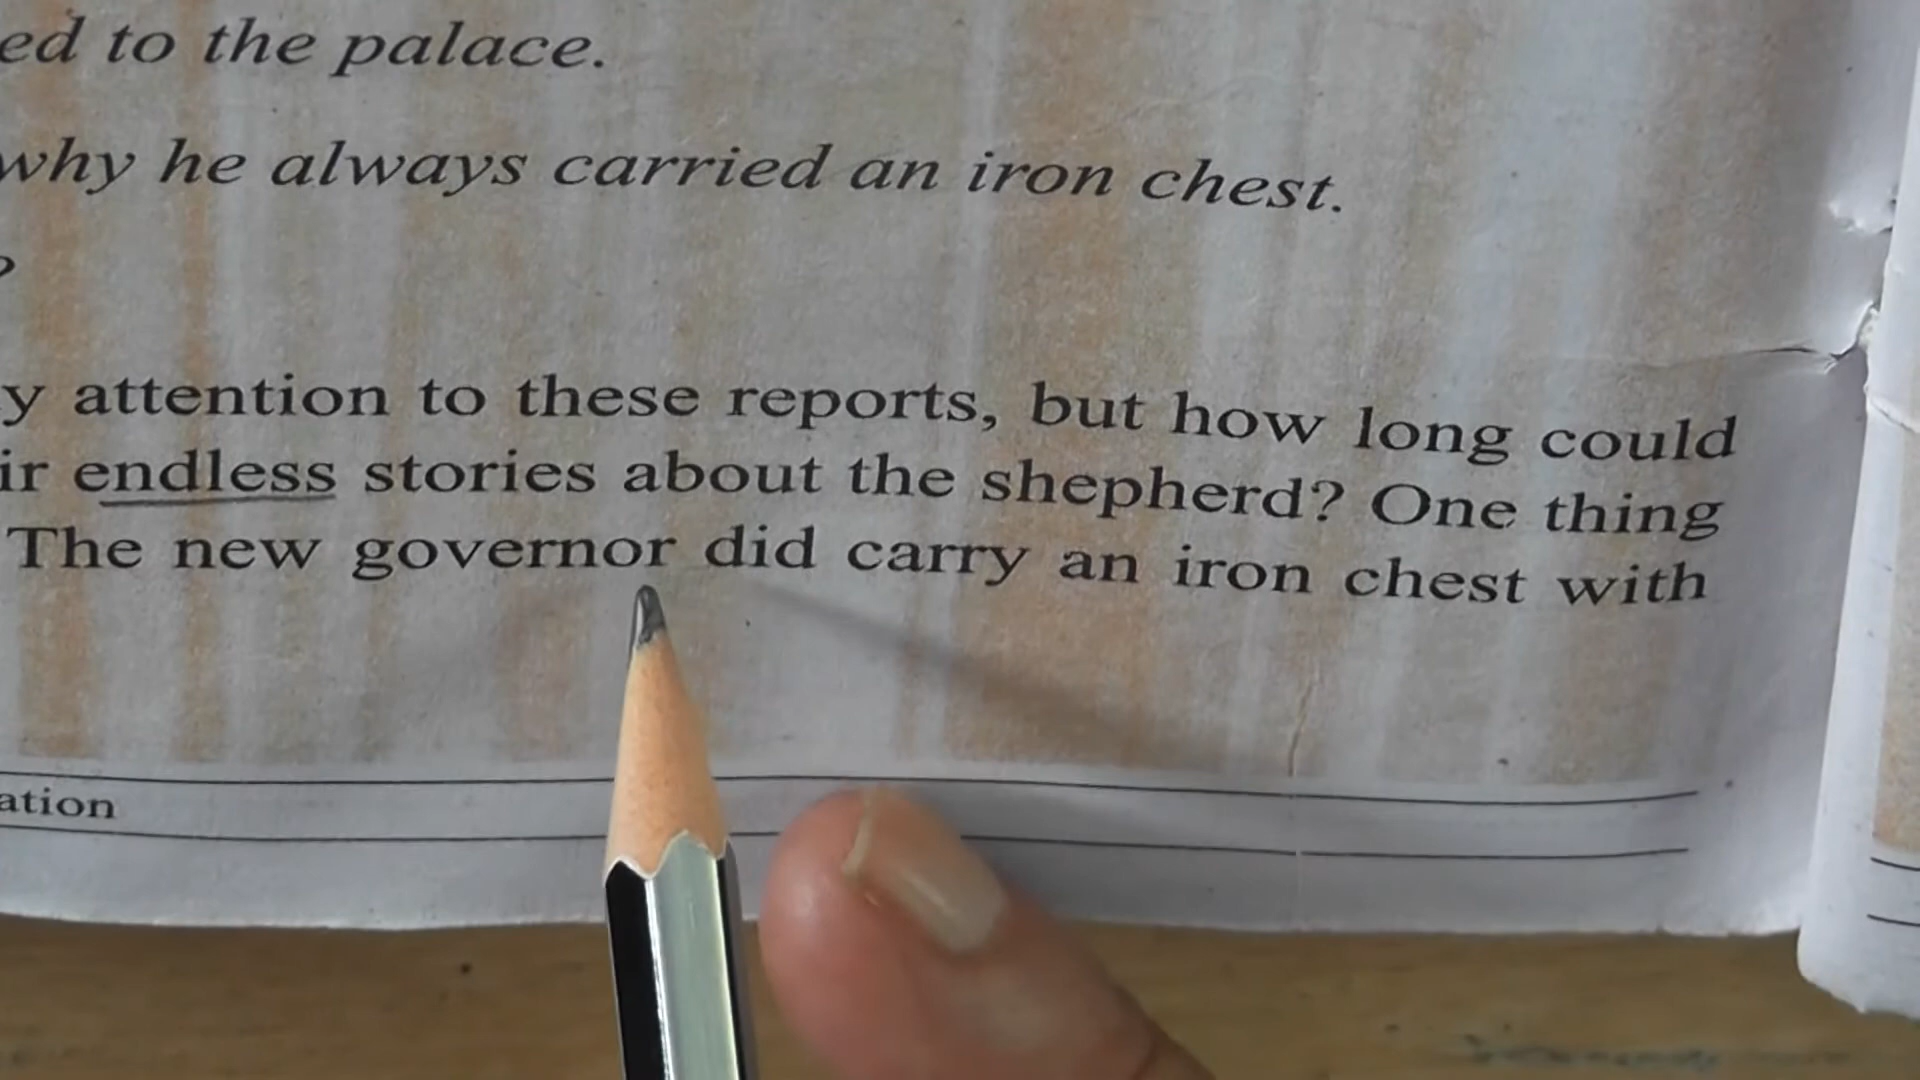 ed to the palace.
why he always carried an iron chest.
?
y attention to these reports, but how long could
ir endless stories about the shepherd? One thing
The new governor did carry an iron chest with
ation